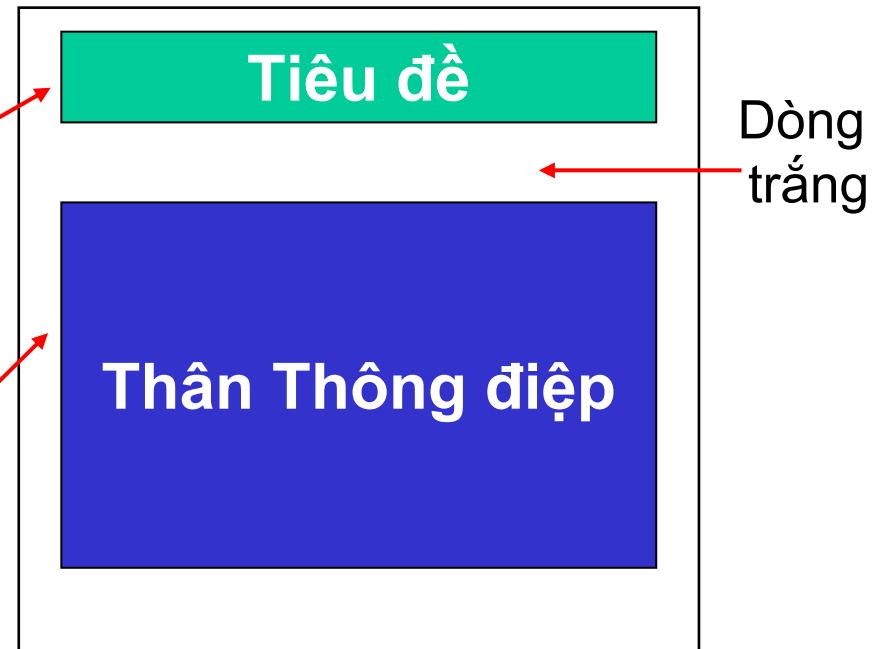 Tiêu đề
Dòng
trắng
Thân Thông điệp